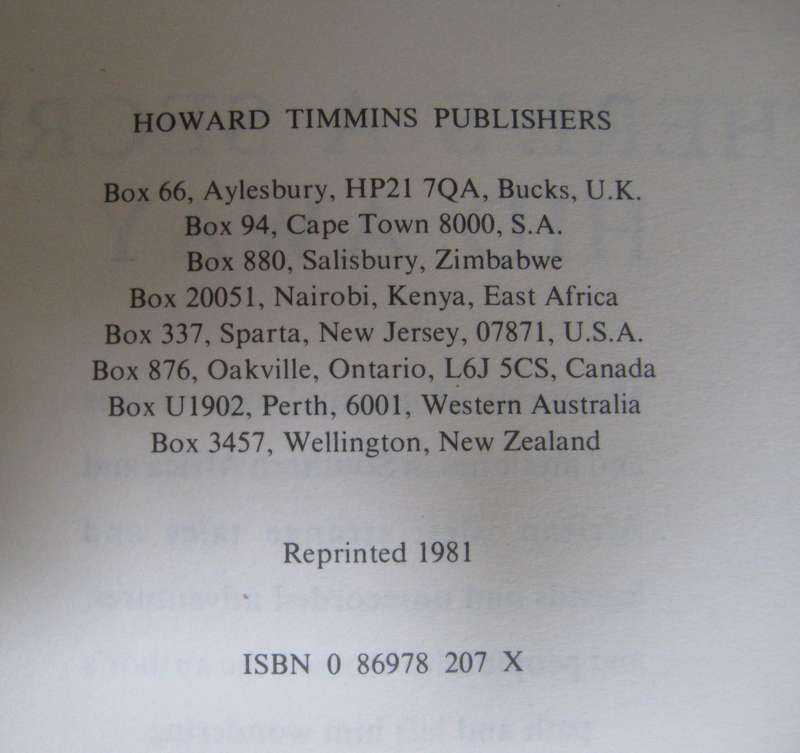 HOWARD TIMMINS PUBLISHERS
Box 66, Aylesbury, HP21 7QA, Bucks, U.K.
Box 94, Cape Town 8000, S.A.
Box 880, Salisbury, Zimbabwe
Box 20051, Nairobi, Kenya, East Africa
Box 337, Sparta, New Jersey, 07871, U.S.A.
Box 876, Oakville, Ontario, L6J 5CS, Canada
Box U1902, Perth, 6001, Western Australia
Box 3457, Wellington, New Zealand
Reprinted 1981
ISBN 0 86978 207 X